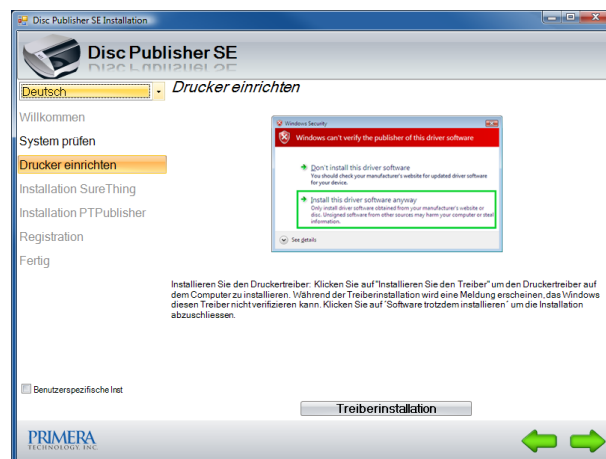 Disc Publisher SE Installation
Disc Publisher SE
Deutsch
Drucker einrichten
Willkommen
System prüfen
Drucker einrichten
Installation SureThing
Installation PTPublisher
Registration
Fertig
Windows Security
Windows can't verify the publisher of this driver software
Don't install this driver software
You should check your manufacturer's website for updated driver software
for your device.
Install this driver software anyway
Only install driver software obtained from your manufacturer's website or
disc. Unsigned software from other sources may harm your computer or steal
information.
See details
Installieren Sie den Druckertreiber: Klicken Sie auf "Installieren Sie den Treiber" um den Druckertreiber auf
dem Computer zu installieren. Während der Treiberinstallation wird eine Meldung erscheinen, das Windows
diesen Treiber nicht verifizieren kann. Klicken Sie auf "Software trotzdem installieren" um die Installation
abzuschliessen.
Benutzerspezifische Inst
Treiberinstallation
PRIMERA
TECHNOLOGY, INC.